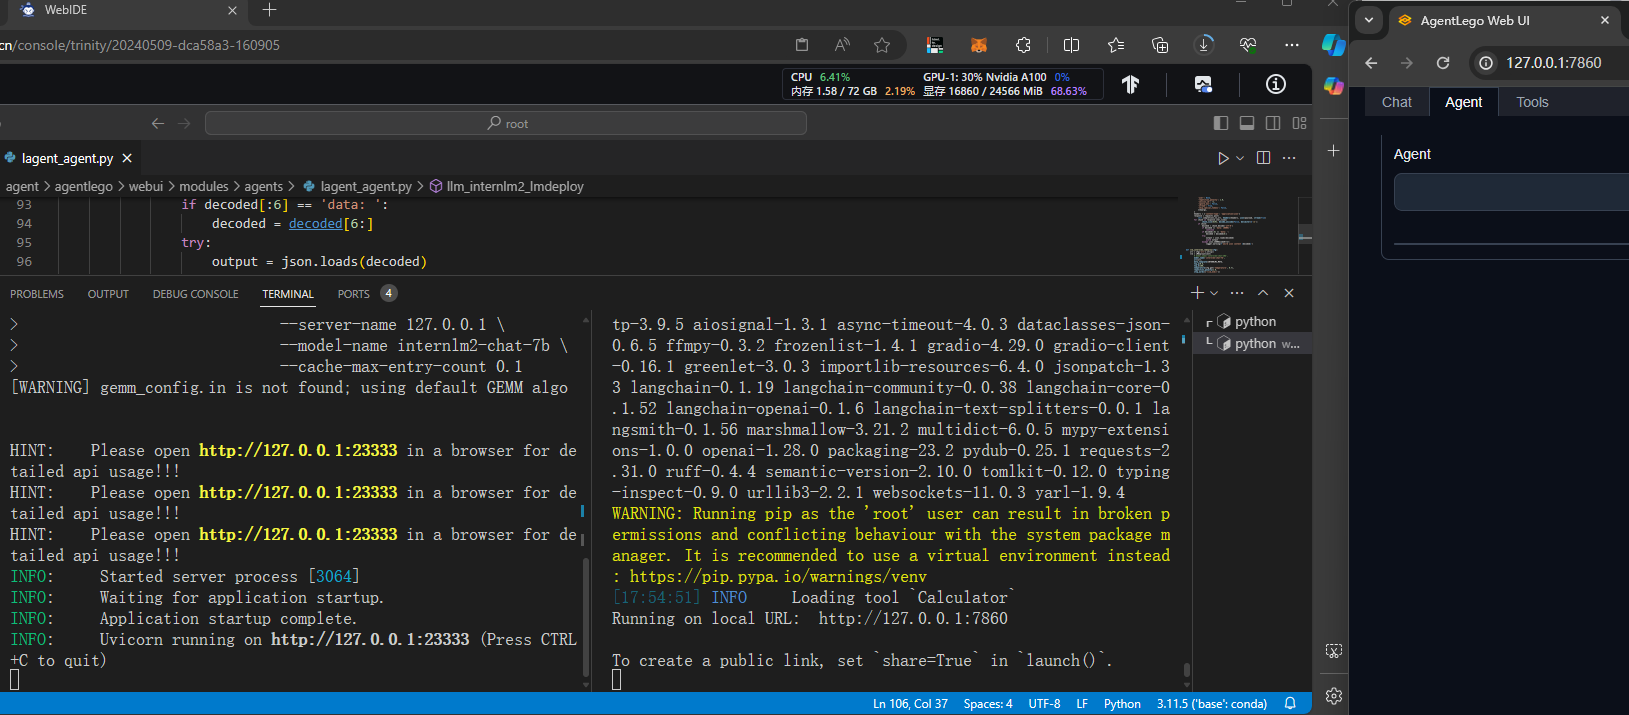 WebIDE
cn/console/trinity/20240509-dca58a3-160905
CPU 6.41% GPU-1: 30% Nvidia A100 0%
内存 1.58 / 72 GB 2.19% 显存 16860 / 24566 MiB 68.63%
root
lagent_agent.py
agent > agentlego > webui > modules > agents > lagent_agent.py > llm_internlm2_lmdeploy
93 if decoded[:6] == 'data: ':
94 decoded = decoded[6:]
95 try:
96 output = json.loads(decoded)
PROBLEMS OUTPUT DEBUG CONSOLE TERMINAL PORTS 4
> --server-name 127.0.0.1 \
> --model-name internlm2-chat-7b \
> --cache-max-entry-count 0.1
[WARNING] gemm_config.in is not found; using default GEMM algo
HINT: Please open http://127.0.0.1:23333 in a browser for de
tailed api usage!!!
HINT: Please open http://127.0.0.1:23333 in a browser for de
tailed api usage!!!
HINT: Please open http://127.0.0.1:23333 in a browser for de
tailed api usage!!!
INFO: Started server process [3064]
INFO: Waiting for application startup.
INFO: Application startup complete.
INFO: Uvicorn running on http://127.0.0.1:23333 (Press CTRL
+C to quit)
tp-3.9.5 aiosignal-1.3.1 async-timeout-4.0.3 dataclasses-json-
0.6.5 ffmpy-0.3.2 frozenlist-1.4.1 gradio-4.29.0 gradio-client
-0.16.1 greenlet-3.0.3 importlib-resources-6.4.0 jsonpatch-1.3
3 langchain-0.1.19 langchain-community-0.0.38 langchain-core-0
.1.52 langchain-openai-0.1.6 langchain-text-splitters-0.0.1 la
ngsmith-0.1.56 marshmallow-3.21.2 multidict-6.0.5 mypy-extensi
ons-1.0.0 openai-1.28.0 packaging-23.2 pydub-0.25.1 requests-2
.31.0 ruff-0.4.4 semantic-version-2.10.0 tomlkit-0.12.0 typing
-inspect-0.9.0 urllib3-2.2.1 websockets-11.0.3 yarl-1.9.4
WARNING: Running pip as the 'root' user can result in broken p
ermissions and conflicting behaviour with the system package m
anager. It is recommended to use a virtual environment instead
: https://pip.pypa.io/warnings/venv
[17:54:51] INFO Loading tool `Calculator`
Running on local URL: http://127.0.0.1:7860
To create a public link, set `share=True` in `launch()`.
python
python w...
Ln 106, Col 37 Spaces: 4 UTF-8 LF Python 3.11.5 ('base': conda)
AgentLego Web UI
127.0.0.1:7860
Chat Agent Tools
Agent